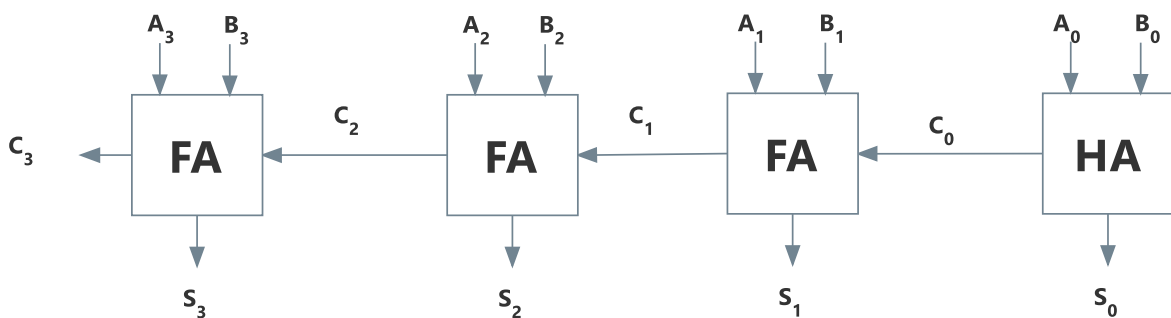 A₃ B₃ A₂ B₂ A₁ B₁ A₀ B₀
C₃ FA C₂ FA C₁ FA C₀ HA
S₃ S₂ S₁ S₀